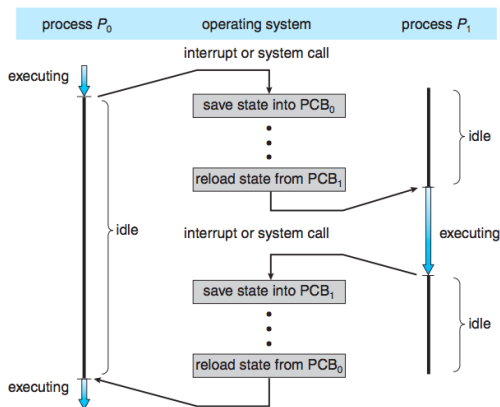 process P0 operating system process P1
interrupt or system call
executing
save state into PCB0
idle
reload state from PCB1
idle
interrupt or system call
executing
save state into PCB1
idle
reload state from PCB0
executing